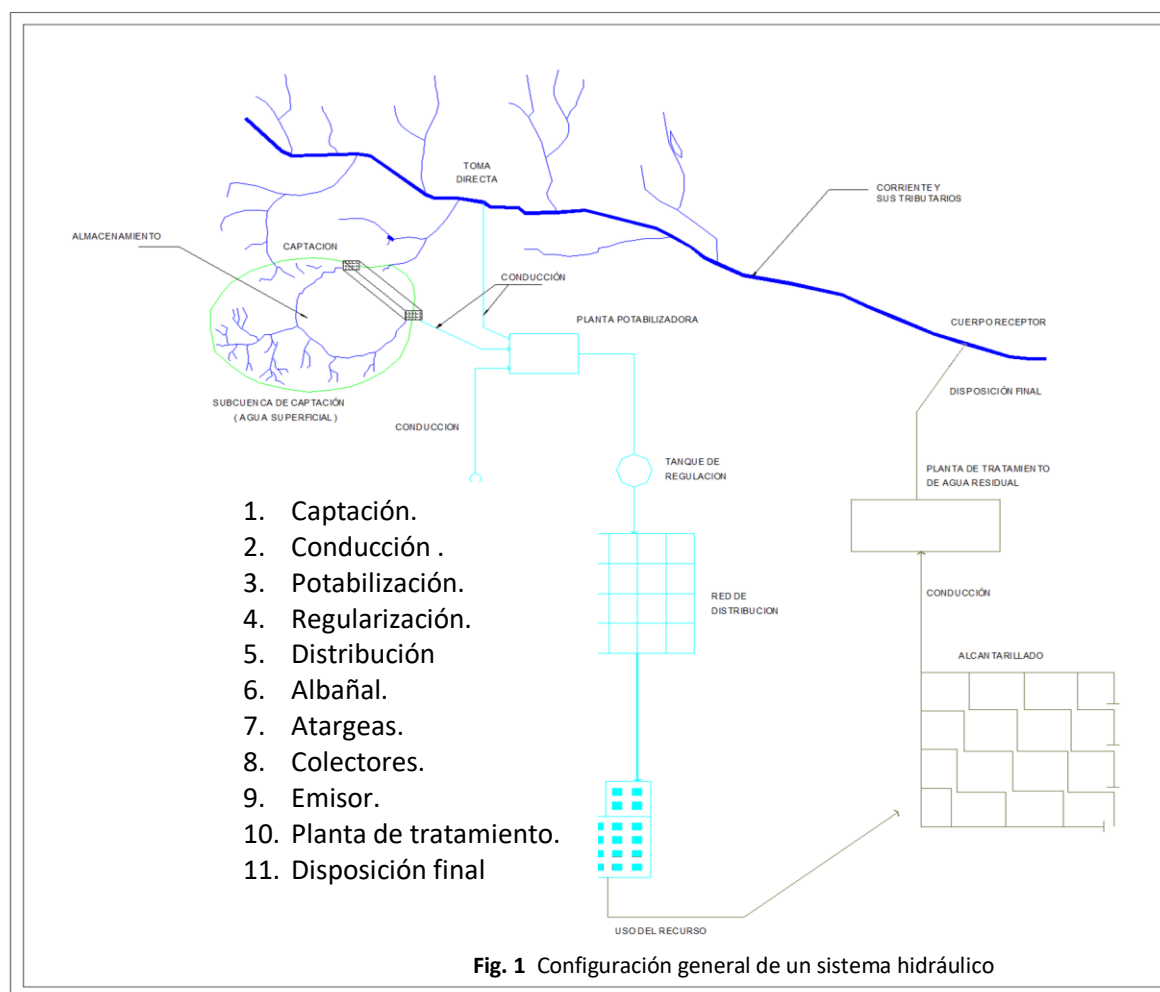 TOMA
DIRECTA
CORRIENTE Y
SUS TRIBUTARIOS
ALMACENAMIENTO
CAPTACION
CONDUCCIÓN
PLANTA POTABILIZADORA
CUERPO RECEPTOR
SUBCUENCA DE CAPTACIÓN
( AGUA SUPERFICIAL )
DISPOSICIÓN FINAL
CONDUCCION
TANQUE DE
REGULACION
PLANTA DE TRATAMIENTO
DE AGUA RESIDUAL
1. Captación.
2. Conducción .
3. Potabilización.
4. Regularización.
5. Distribución
6. Albañal.
7. Atargeas.
8. Colectores.
9. Emisor.
10. Planta de tratamiento.
11. Disposición final
RED DE
DISTRIBUCION
CONDUCCIÓN
ALCANTARILLADO
USO DEL RECURSO
Fig. 1 Configuración general de un sistema hidráulico